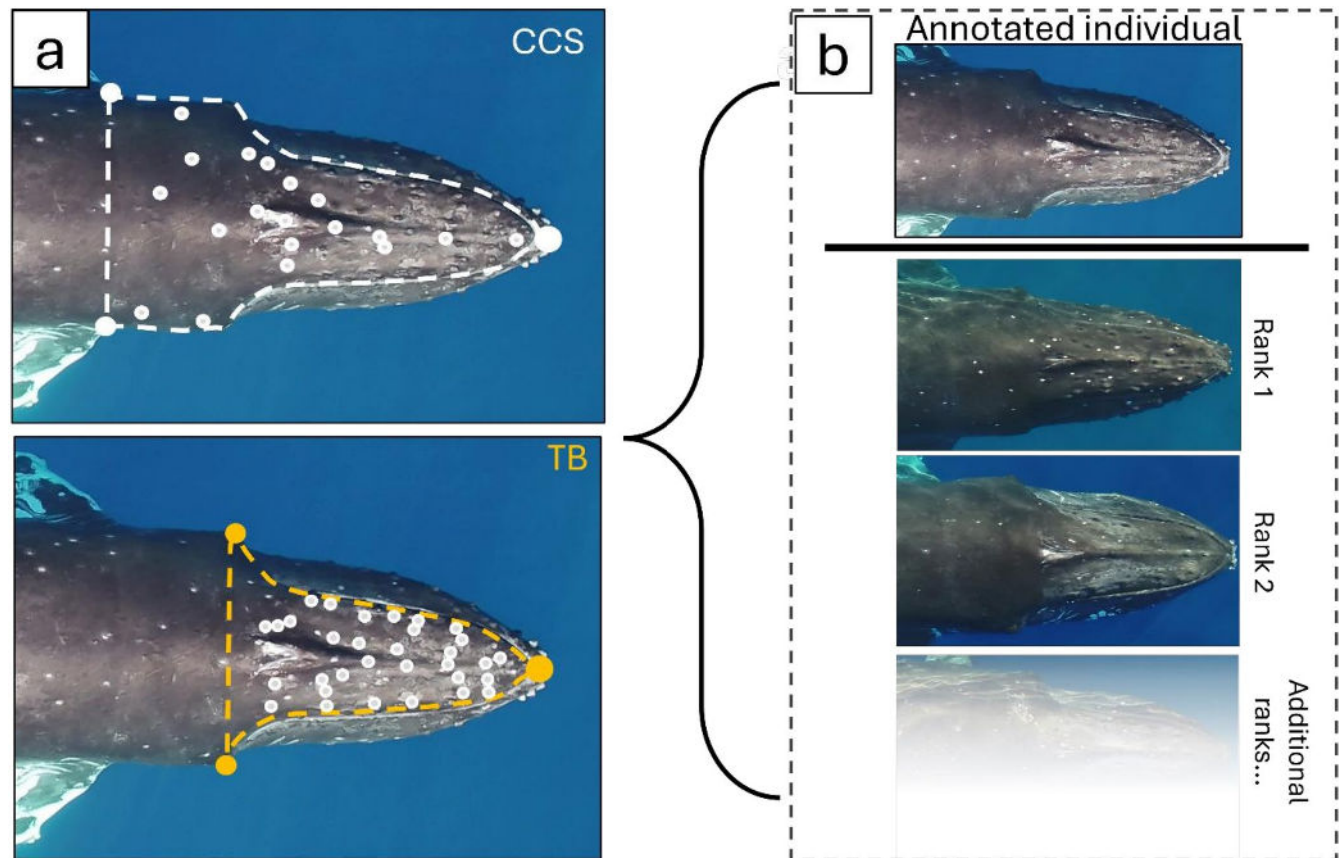 a
CCS
TB
b
Annotated individual
Rank 1
Rank 2
Additional
ranks...